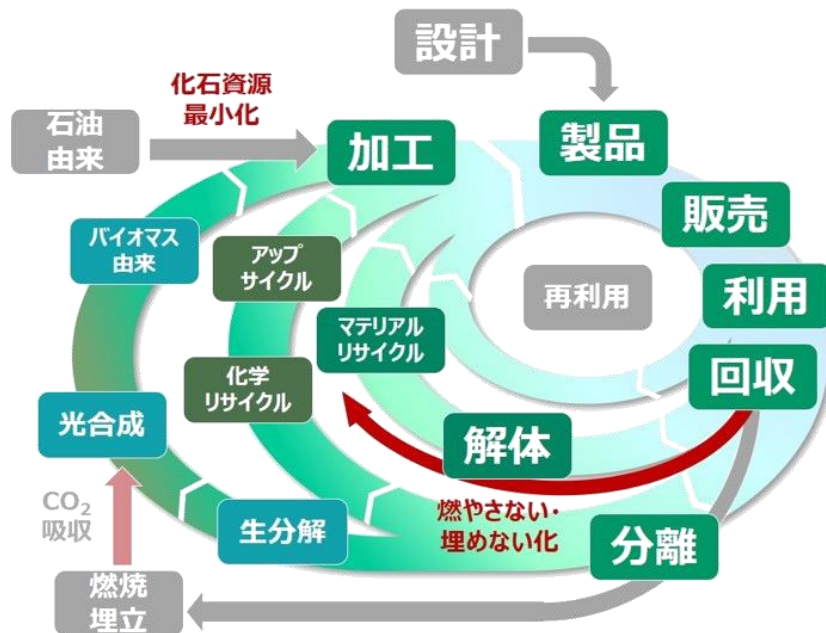 設計
化石資源
最小化
石油
由来
加工
製品
販売
バイオマス
由来
アップ
サイクル
再利用
利用
マテリアル
リサイクル
回収
化学
リサイクル
光合成
解体
CO₂
吸収
生分解
燃やさない・
埋めない化
分離
燃焼
埋立